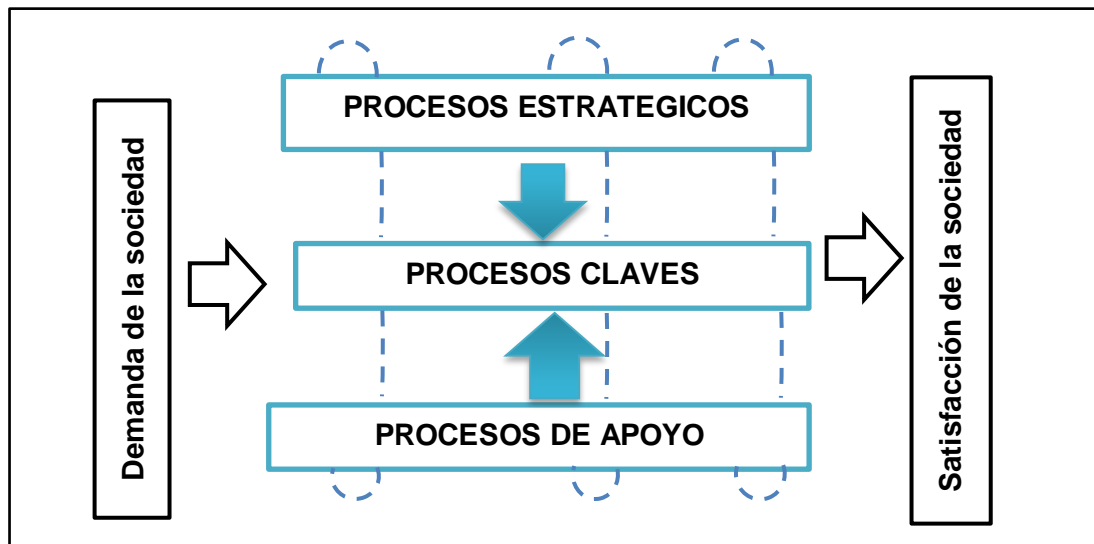 Demanda de la sociedad
PROCESOS ESTRATEGICOS
PROCESOS CLAVES
PROCESOS DE APOYO
Satisfacción de la sociedad